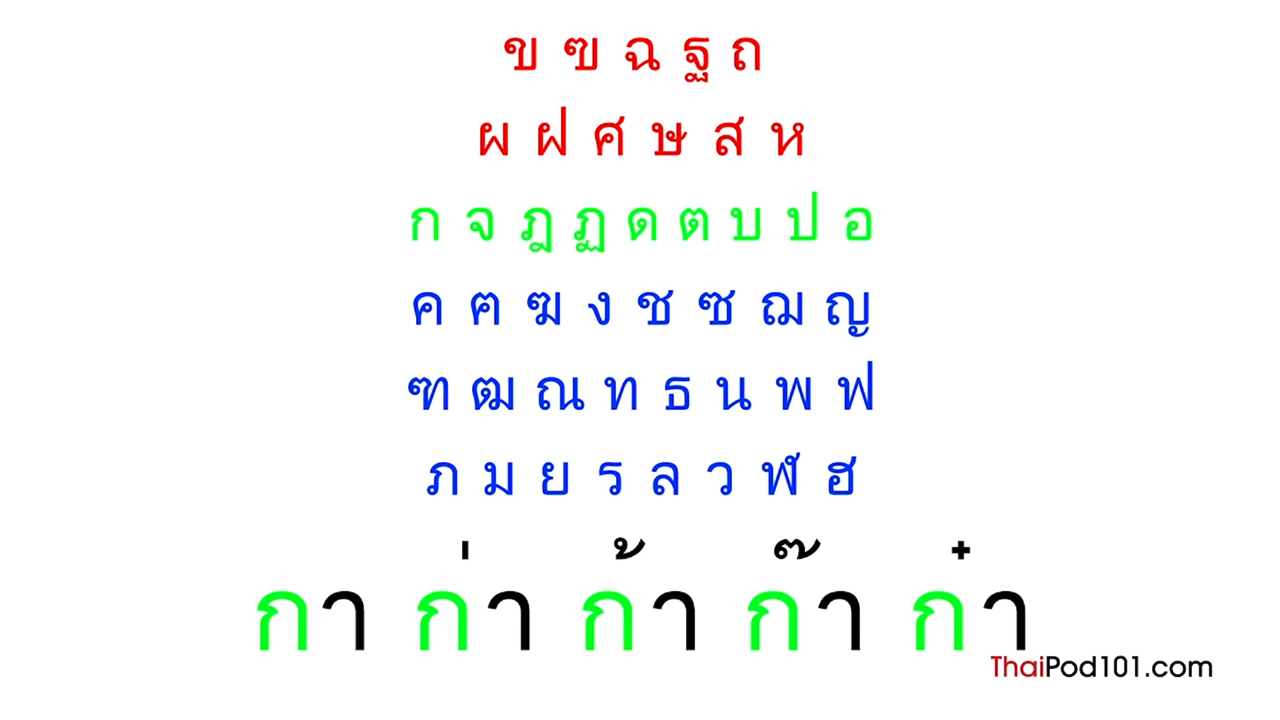 ข ฃ ฉ ฐ ถ
ผ ฝ ศ ษ ส ห
ก จ ฎ ฏ ด ต บ ป อ
ค ฅ ฆ ง ช ซ ฌ ญ
ฑ ฒ ณ ท ธ น พ ฟ
ภ ม ย ร ล ว ฬ ฮ
กา ก่า ก้า ก๊า ก๋า
ThaiPod101.com